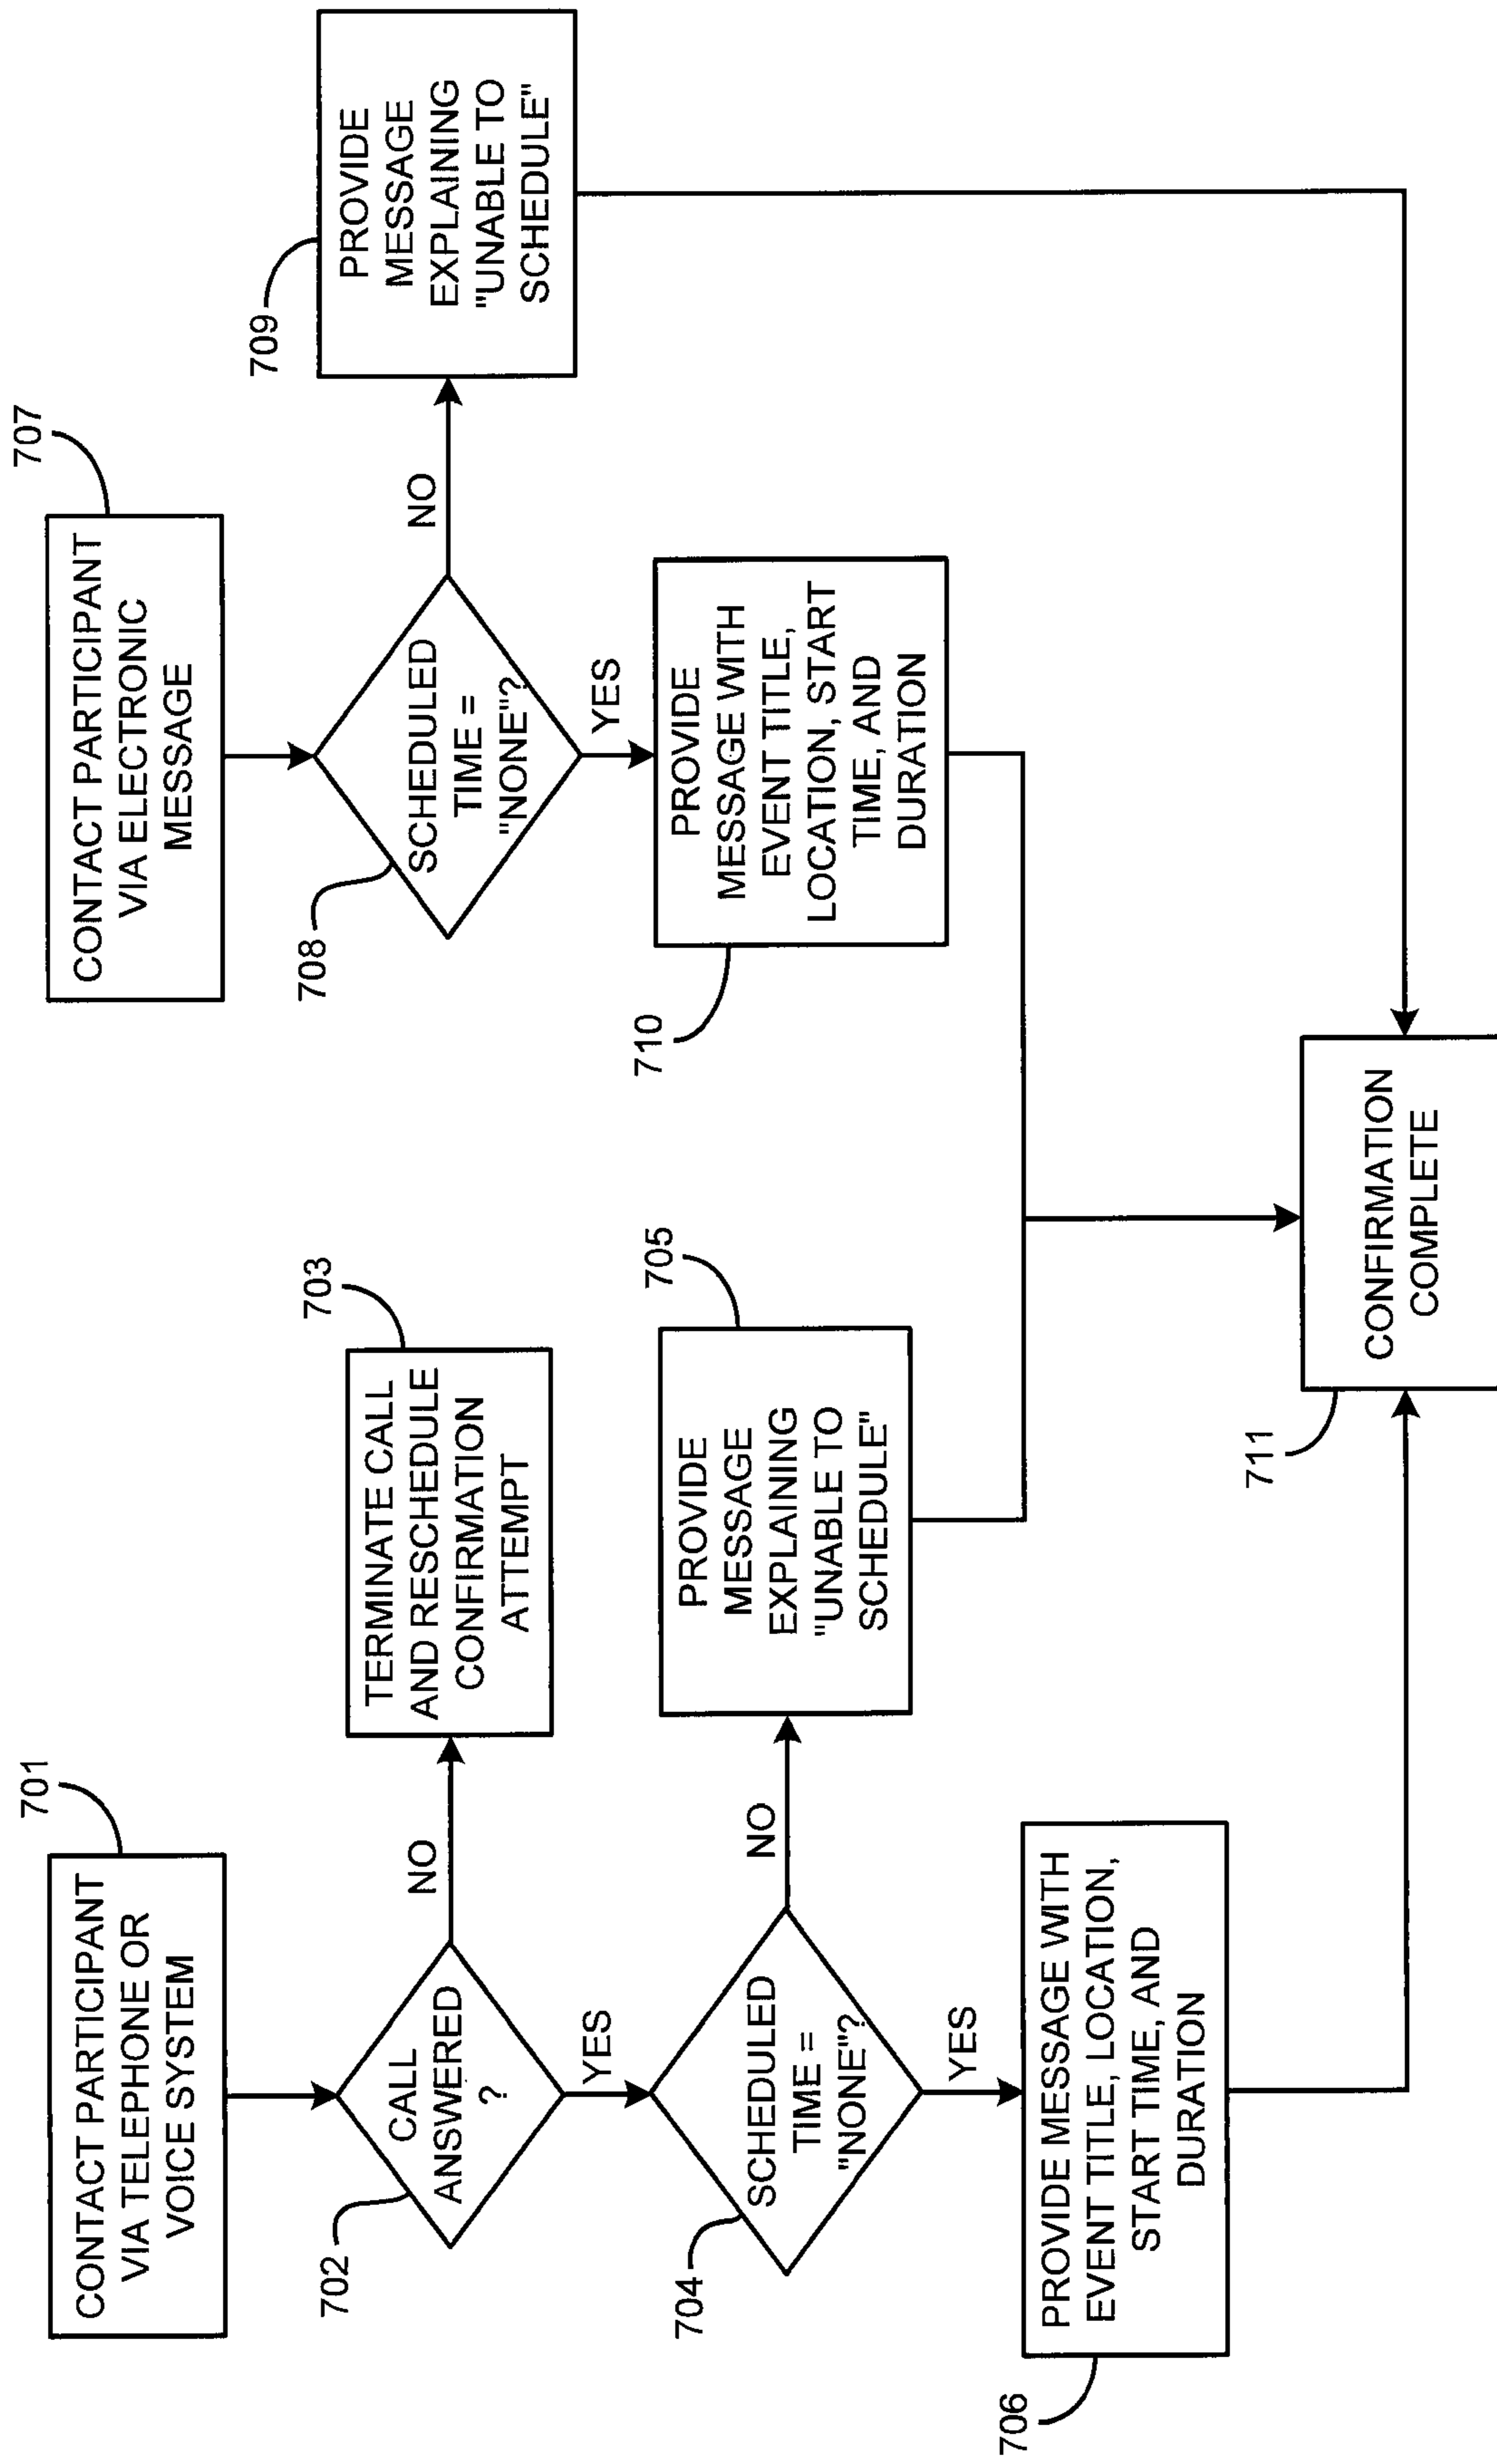 701
CONTACT PARTICIPANT
VIA TELEPHONE OR
VOICE SYSTEM
702
CALL
ANSWERED
?
NO
703
TERMINATE CALL
AND RESCHEDULE
CONFIRMATION
ATTEMPT
YES
704
SCHEDULED
TIME =
"NONE"?
NO
705
PROVIDE
MESSAGE
EXPLAINING
"UNABLE TO
SCHEDULE"
YES
706
PROVIDE MESSAGE WITH
EVENT TITLE, LOCATION,
START TIME, AND
DURATION
707
CONTACT PARTICIPANT
VIA ELECTRONIC
MESSAGE
708
SCHEDULED
TIME =
"NONE"?
NO
709
PROVIDE
MESSAGE
EXPLAINING
"UNABLE TO
SCHEDULE"
YES
710
PROVIDE
MESSAGE WITH
EVENT TITLE,
LOCATION, START
TIME, AND
DURATION
711
CONFIRMATION
COMPLETE